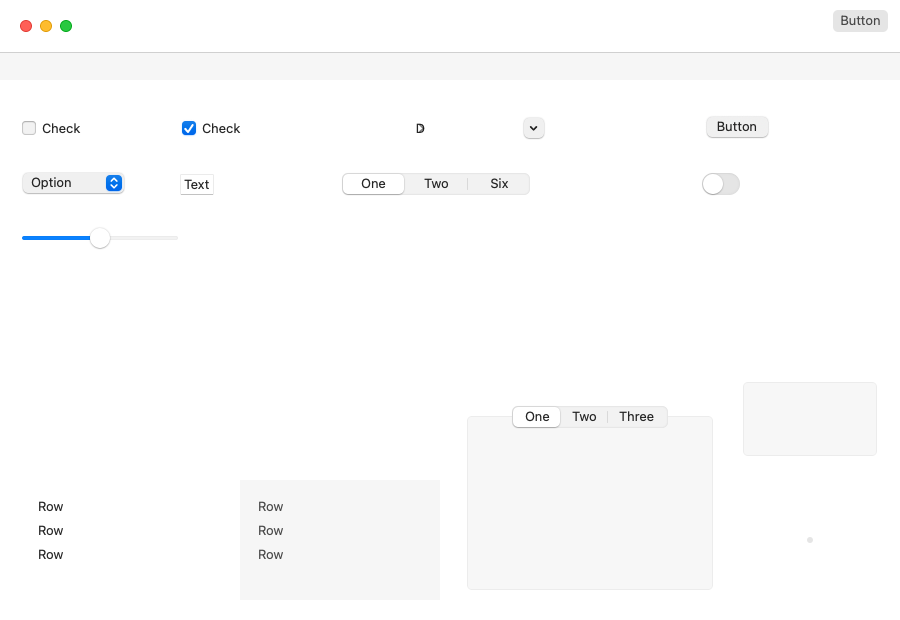 Button
Check
Check
D
Button
Option
Text
One Two Six
One Two Three
Row
Row
Row
Row
Row
Row